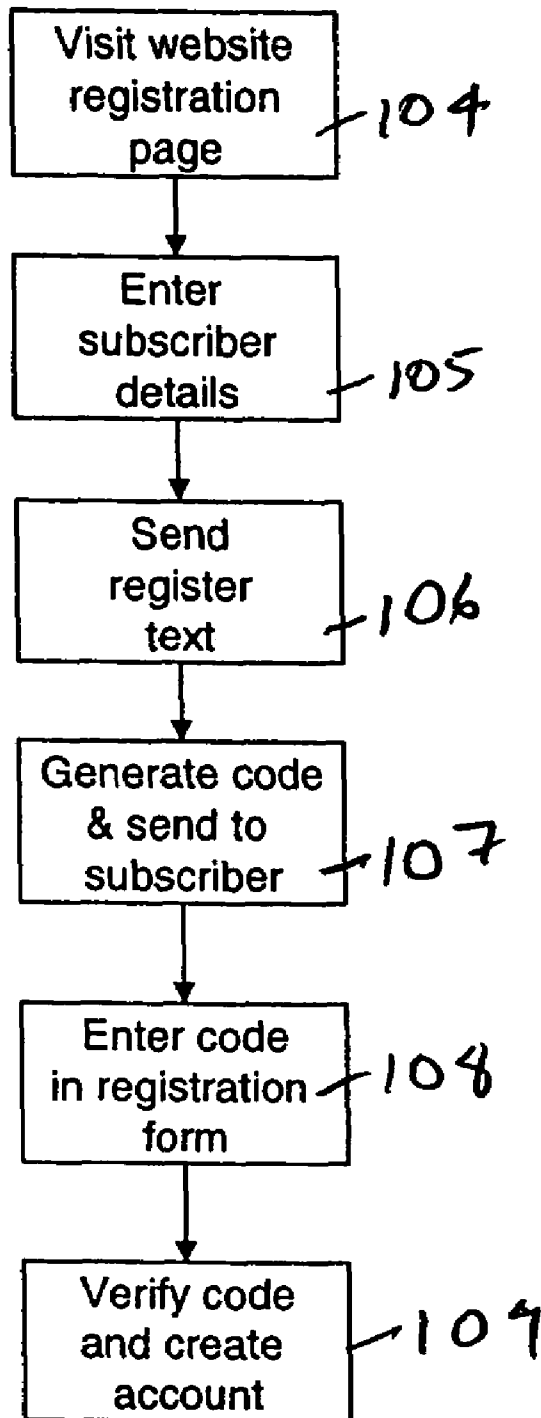 Visit website
registration
page
104
Enter
subscriber
details
105
Send
register
text
106
Generate code
& send to
subscriber
107
Enter code
in registration
form
108
Verify code
and create
account
109